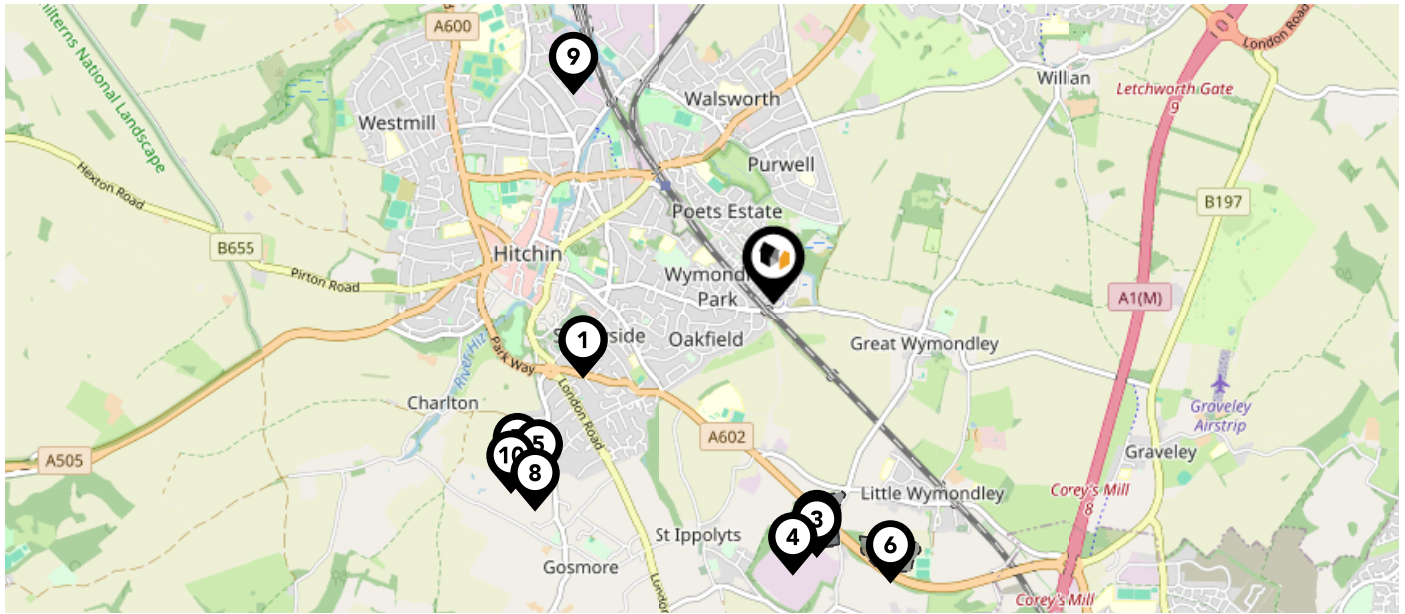 A600
London Road
10
9
Willan
Letchworth Gate
9
Walsworth
Westmill
Purwell
Hexton Road
B197
Poets Estate
B655
Hitchin
Pirton Road
Park
A1(M)
1
Oakfield
Great Wymondley
Park Way
River Hiz
Charlton
London Road
Graveley
Airstrip
A602
5
10
8
A505
Graveley
Corey's Mill
8
Little Wymondley
3
4
6
St Ippolyts
Gosmore
Corey's Mill
National Landscape